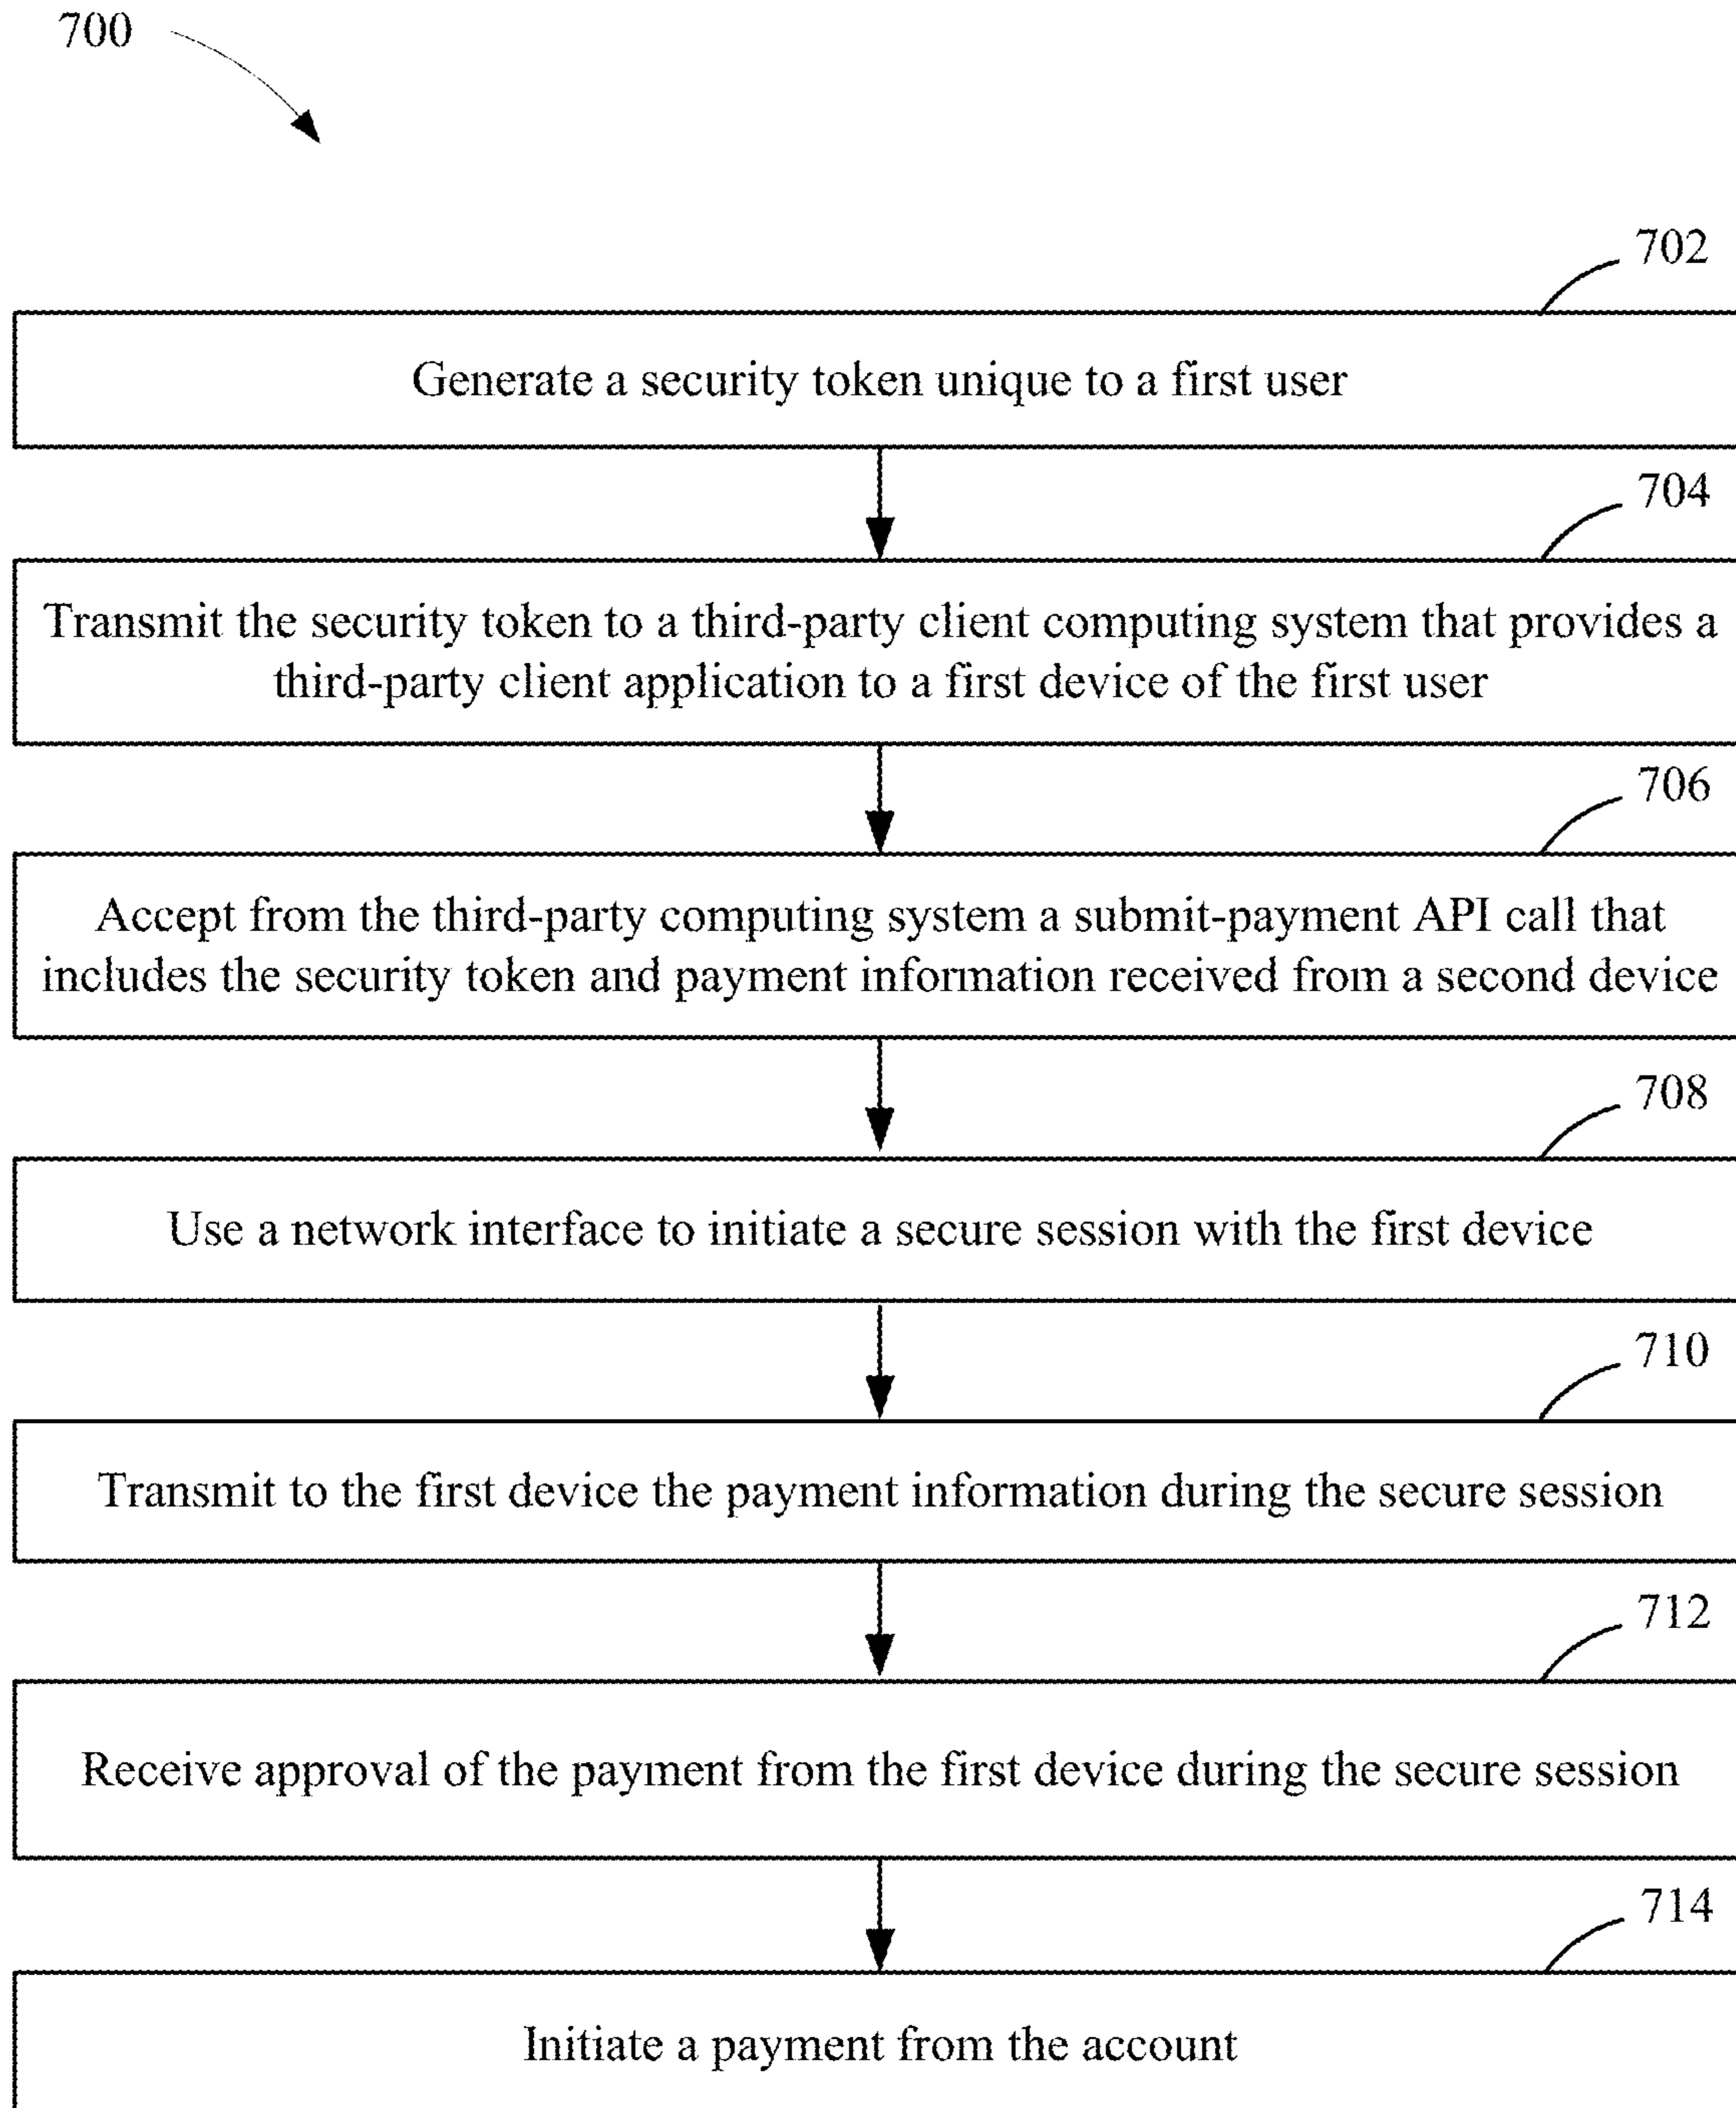 700
702
Generate a security token unique to a first user
704
Transmit the security token to a third-party client computing system that provides a
third-party client application to a first device of the first user
706
Accept from the third-party computing system a submit-payment API call that
includes the security token and payment information received from a second device
708
Use a network interface to initiate a secure session with the first device
710
Transmit to the first device the payment information during the secure session
712
Receive approval of the payment from the first device during the secure session
714
Initiate a payment from the account